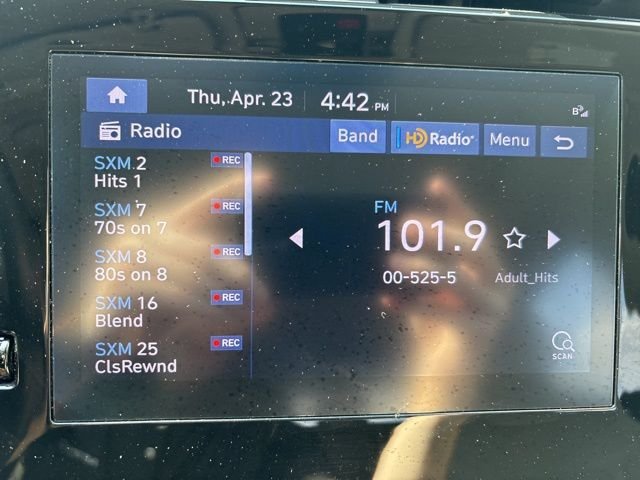 Thu, Apr. 23 4:42 PM
B
Radio Band HD Radio Menu
SXM 2 REC
Hits 1
SXM 7 REC
70s on 7
SXM 8 REC
80s on 8
SXM 16 REC
Blend
SXM 25 REC
ClsRewnd
FM
101.9
00-525-5 Adult_Hits
SCAN